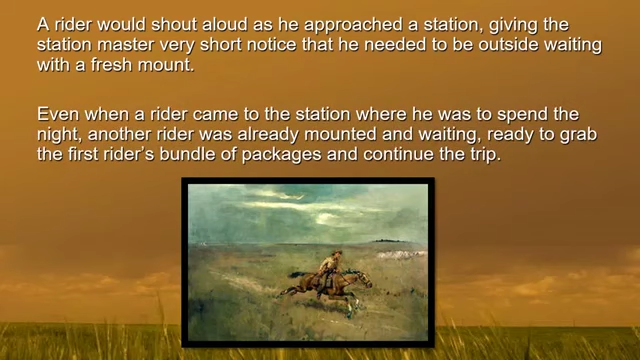 A rider would shout aloud as he approached a station, giving the
station master very short notice that he needed to be outside waiting
with a fresh mount.
Even when a rider came to the station where he was to spend the
night, another rider was already mounted and waiting, ready to grab
the first rider’s bundle of packages and continue the trip.